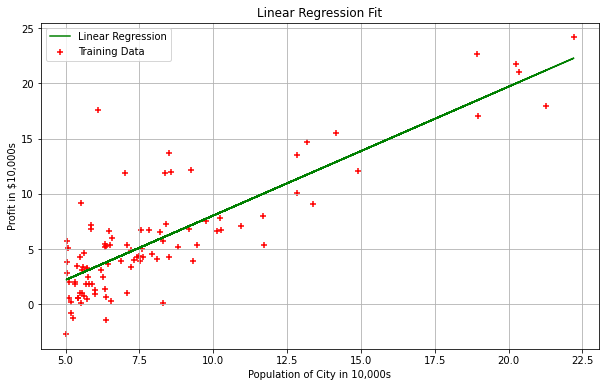 Linear Regression Fit
Linear Regression
Training Data
Profit in $10,000s
25
20
15
10
5
0
5.0 7.5 10.0 12.5 15.0 17.5 20.0 22.5
Population of City in 10,000s